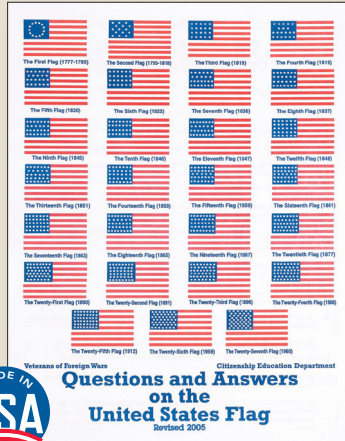 The First Flag (1777-1795) The Second Flag (1795-1818) The Third Flag (1818) The Fourth Flag (1819)
The Fifth Flag (1820) The Sixth Flag (1822) The Seventh Flag (1836) The Eighth Flag (1837)
The Ninth Flag (1845) The Tenth Flag (1846) The Eleventh Flag (1847) The Twelfth Flag (1848)
The Thirteenth Flag (1851) The Fourteenth Flag (1858) The Fifteenth Flag (1859) The Sixteenth Flag (1861)
The Seventeenth Flag (1863) The Eighteenth Flag (1865) The Nineteenth Flag (1867) The Twentieth Flag (1877)
The Twenty-First Flag (1890) The Twenty-Second Flag (1891) The Twenty-Third Flag (1896) The Twenty-Fourth Flag (1908)
The Twenty-Fifth Flag (1912) The Twenty-Sixth Flag (1959) The Twenty-Seventh Flag (1960)
Veterans of Foreign Wars Citizenship Education Department
Questions and Answers
on the
United States Flag
Revised 2005
DE IN
USA